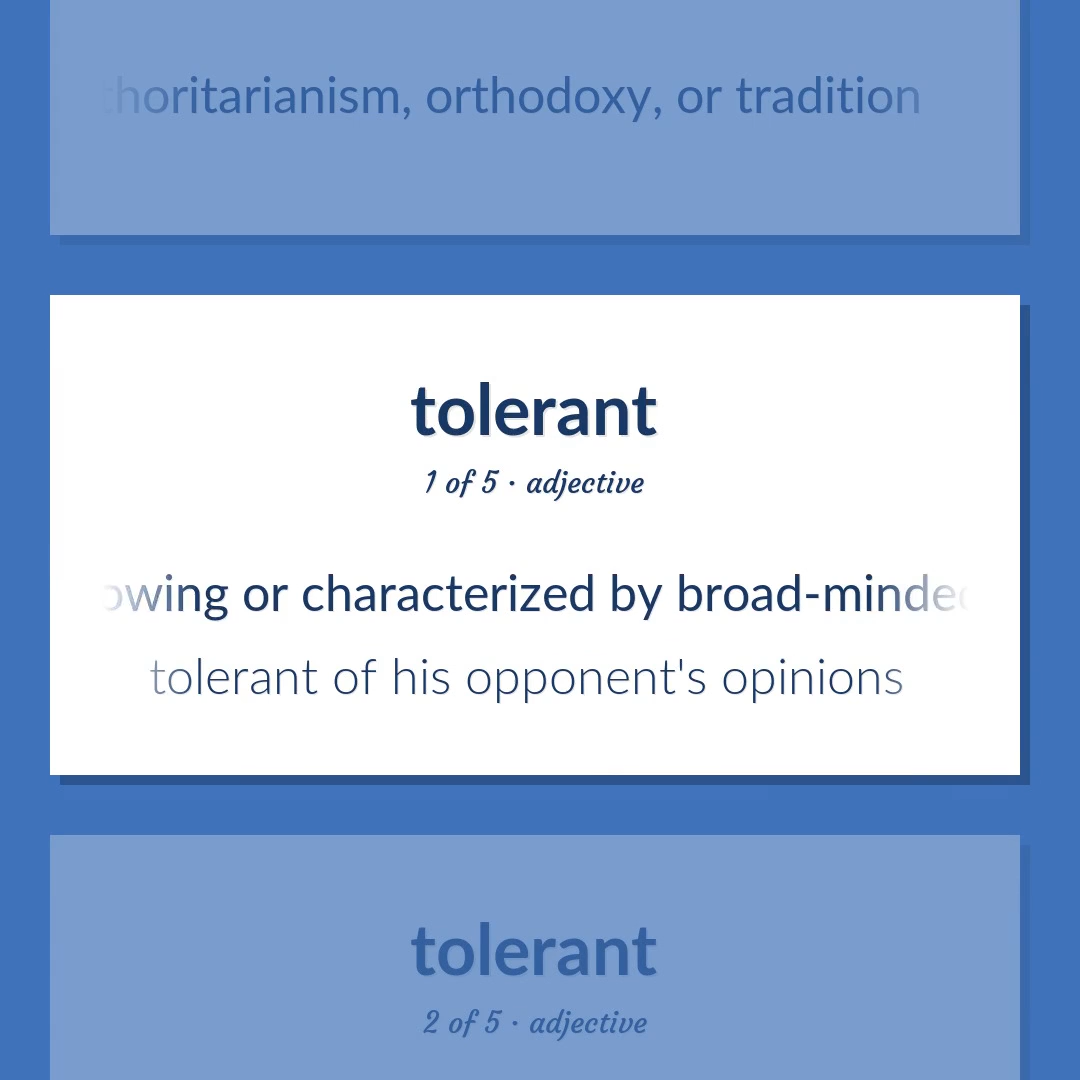 thoritarianism, orthodoxy, or tradition
tolerant
1 of 5 · adjective
owing or characterized by broad-minded
tolerant of his opponent's opinions
tolerant
2 of 5 · adjective